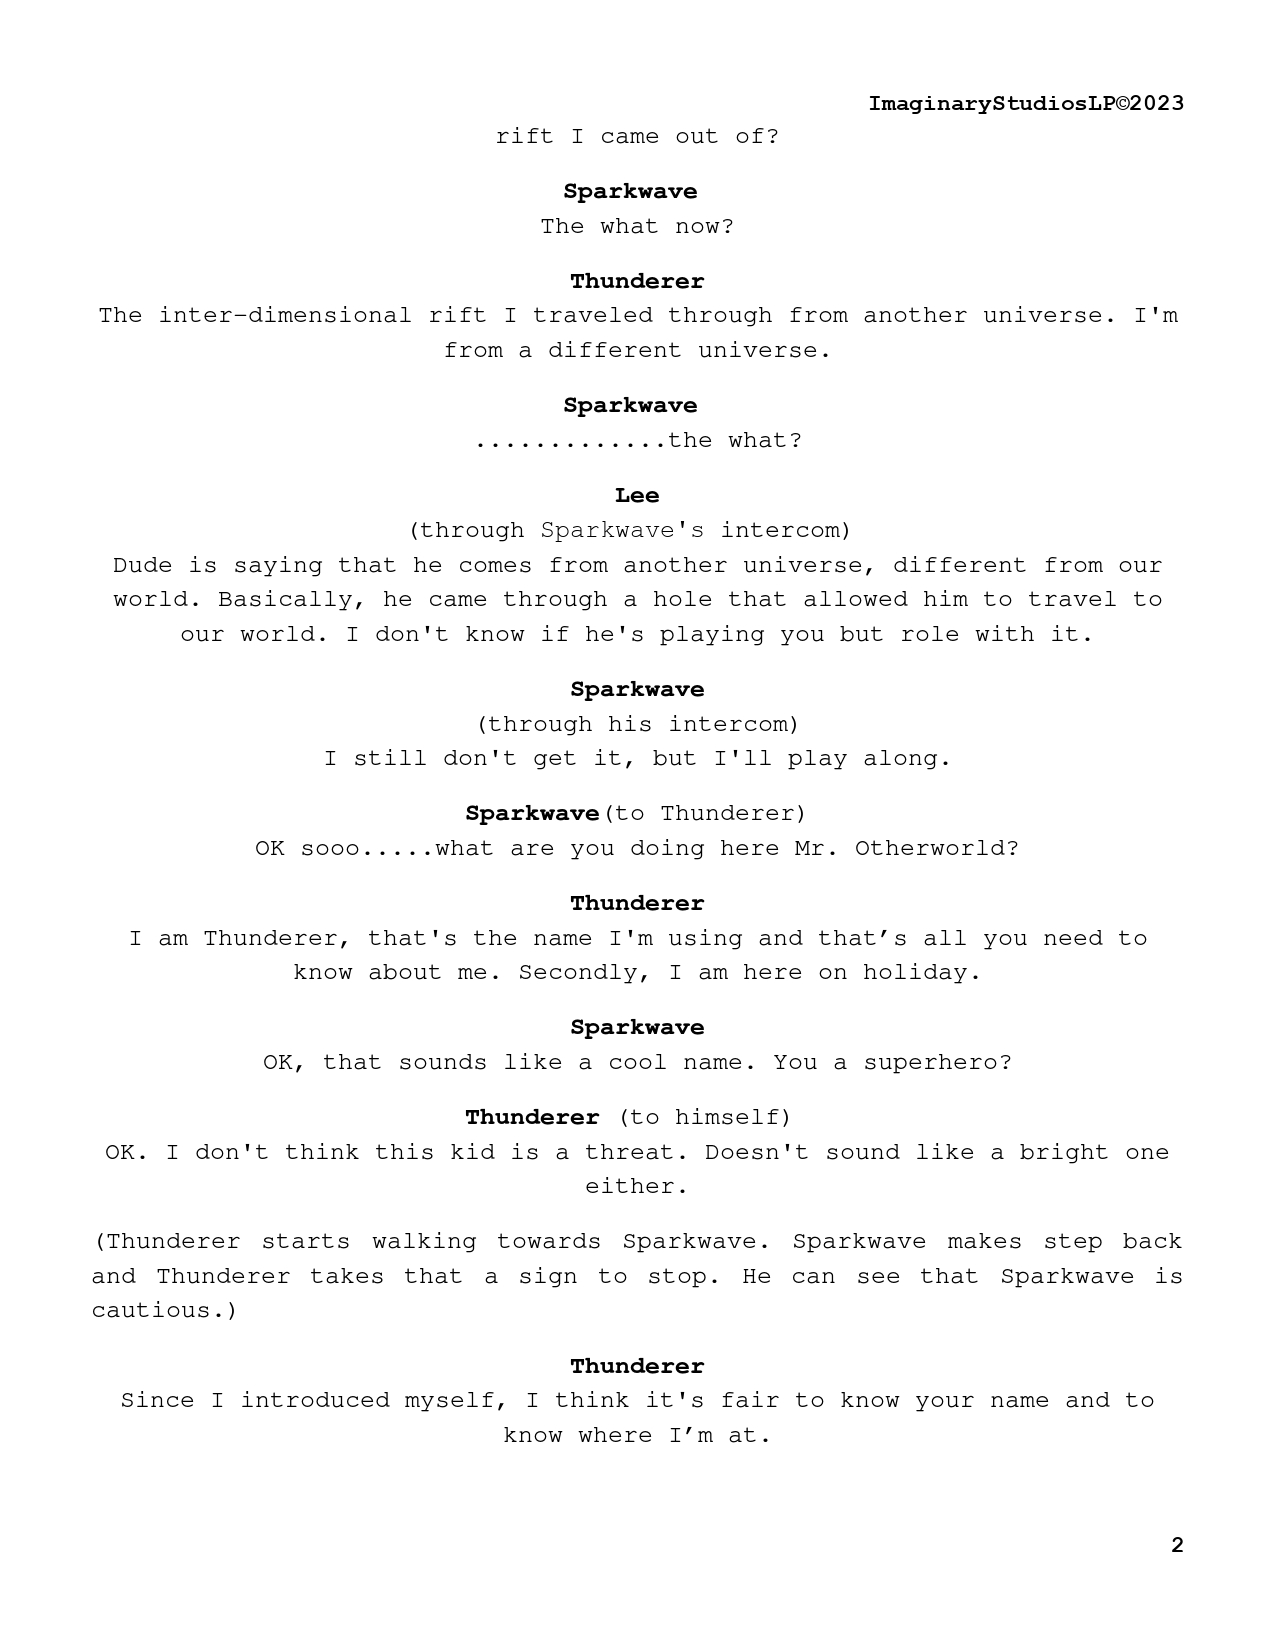 ImaginaryStudiosLP©2023
rift I came out of?
Sparkwave
The what now?
Thunderer
The inter-dimensional rift I traveled through from another universe. I'm
from a different universe.
Sparkwave
.............the what?
Lee
(through Sparkwave's intercom)
Dude is saying that he comes from another universe, different from our
world. Basically, he came through a hole that allowed him to travel to
our world. I don't know if he's playing you but role with it.
Sparkwave
(through his intercom)
I still don't get it, but I'll play along.
Sparkwave(to Thunderer)
OK sooo.....what are you doing here Mr. Otherworld?
Thunderer
I am Thunderer, that's the name I'm using and that’s all you need to
know about me. Secondly, I am here on holiday.
Sparkwave
OK, that sounds like a cool name. You a superhero?
Thunderer (to himself)
OK. I don't think this kid is a threat. Doesn't sound like a bright one
either.
(Thunderer starts walking towards Sparkwave. Sparkwave makes step back
and Thunderer takes that a sign to stop. He can see that Sparkwave is
cautious.)
Thunderer
Since I introduced myself, I think it's fair to know your name and to
know where I’m at.
2